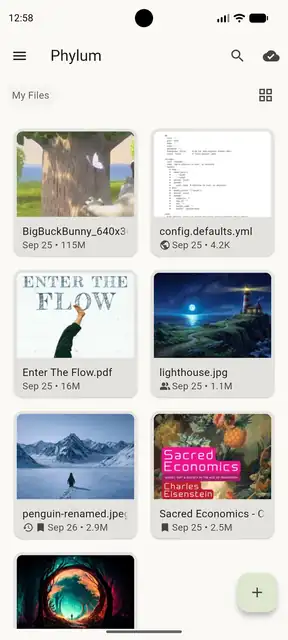 12:58
Phylum
My Files
BigBuckBunny_640x3
Sep 25 • 115M
config.defaults.yml
Sep 25 • 4.2K
ENTER THE
FLOW
Enter The Flow.pdf
Sep 25 • 16M
lighthouse.jpg
Sep 25 • 1.1M
penguin-renamed.jpeg
Sep 26 • 2.9M
Sacred
Economics
Charles
Eisenstein
Sacred Economics - C
Sep 25 • 2.5M